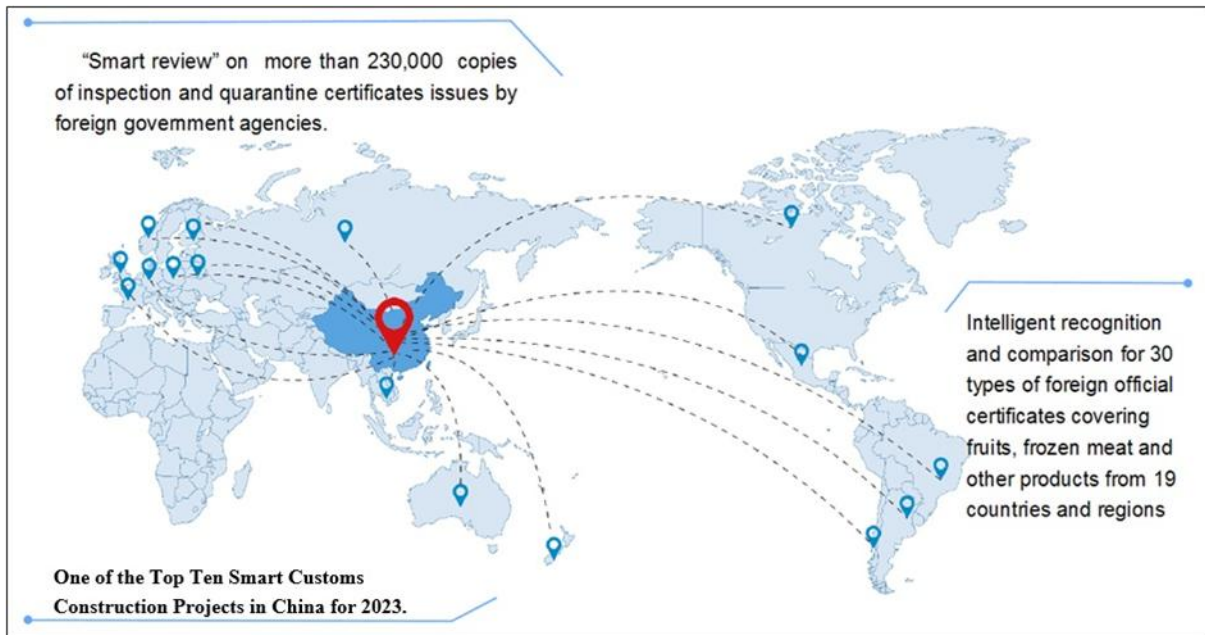 “Smart review” on more than 230,000 copies
of inspection and quarantine certificates issues by
foreign government agencies.
Intelligent recognition
and comparison for 30
types of foreign official
certificates covering
fruits, frozen meat and
other products from 19
countries and regions
One of the Top Ten Smart Customs
Construction Projects in China for 2023.